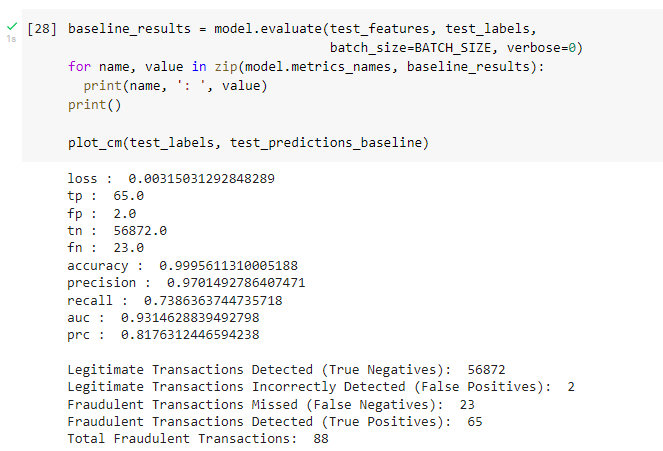 [28] baseline_results = model.evaluate(test_features, test_labels,
batch_size=BATCH_SIZE, verbose=0)
for name, value in zip(model.metrics_names, baseline_results):
print(name, ': ', value)
print()
plot_cm(test_labels, test_predictions_baseline)
1s
loss :  0.00315031292848289
tp :  65.0
fp :  2.0
tn :  56872.0
fn :  23.0
accuracy :  0.9995611310005188
precision :  0.9701492786407471
recall :  0.7386363744735718
auc :  0.9314628839492798
prc :  0.8176312446594238
Legitimate Transactions Detected (True Negatives):  56872
Legitimate Transactions Incorrectly Detected (False Positives):  2
Fraudulent Transactions Missed (False Negatives):  23
Fraudulent Transactions Detected (True Positives):  65
Total Fraudulent Transactions:  88